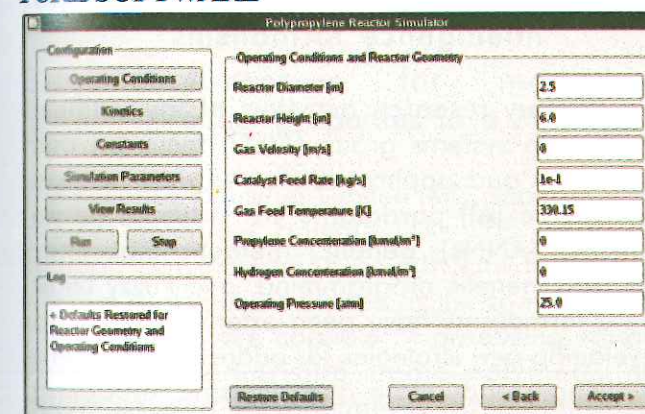 Polypropylene Reactor Simulator
Configuration
Operating Conditions
Kinetics
Constants
Simulation Parameters
View Results
Run
Stop
Log
+ Defaults Restored for
Reactor Geometry and
Operating Conditions
Operating Conditions and Reactor Geometry
Reactor Diameter [m] 2.5
Reactor Height [m] 6.0
Gas Velosity [m/s] 0
Catalyst Feed Rate [kg/s] 1e-1
Gas Feed Temperature [K] 330.15
Propylene Concenteration [kmol/m³] 0
Hydrogen Concenteration [kmol/m³] 0
Operating Pressure [atm] 25.0
Restore Defaults
Cancel
< Back
Accept >